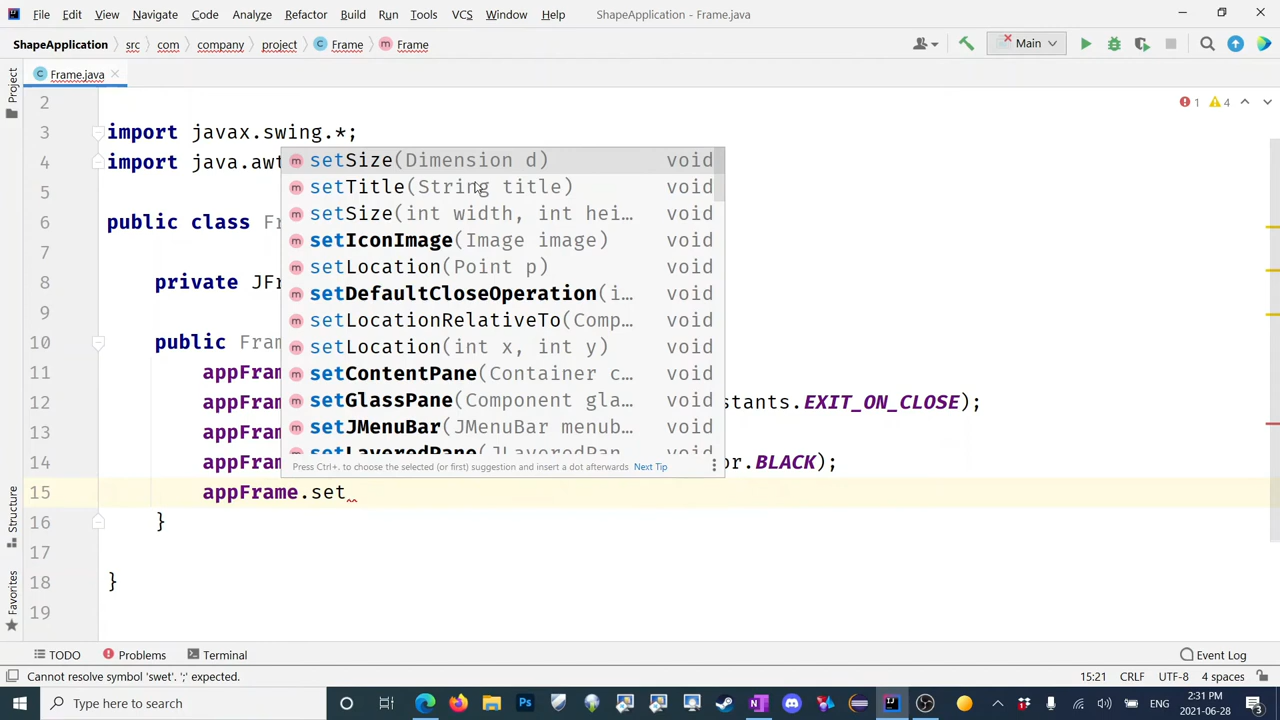 File Edit View Navigate Code Analyze Refactor Build Run Tools VCS Window Help ShapeApplication - Frame.java
ShapeApplication src com company project Frame Frame Main
Project
Frame.java
1 4
2
3 import javax.swing.*;
4 import java.awt
5
6 public class Fr
7
8 private JFr
9
10 public Fran
11 appFram
12 appFram stants.EXIT_ON_CLOSE);
13 appFram
14 appFram or.BLACK);
15 appFrame.set
16 }
17
18 }
19
setSize(Dimension d) void
setTitle(String title) void
setSize(int width, int hei… void
setIconImage(Image image) void
setLocation(Point p) void
setDefaultCloseOperation(i… void
setLocationRelativeTo(Comp… void
setLocation(int x, int y) void
setContentPane(Container c… void
setGlassPane(Component gla… void
setJMenuBar(JMenuBar menub… void
setLayeredPane(JLayeredPan… void
Press Ctrl+. to choose the selected (or first) suggestion and insert a dot afterwards Next Tip
Structure
Favorites
TODO Problems Terminal Event Log
Cannot resolve symbol 'swet'. ';' expected. 15:21 CRLF UTF-8 4 spaces
Type here to search 2:31 PM
2021-06-28
3